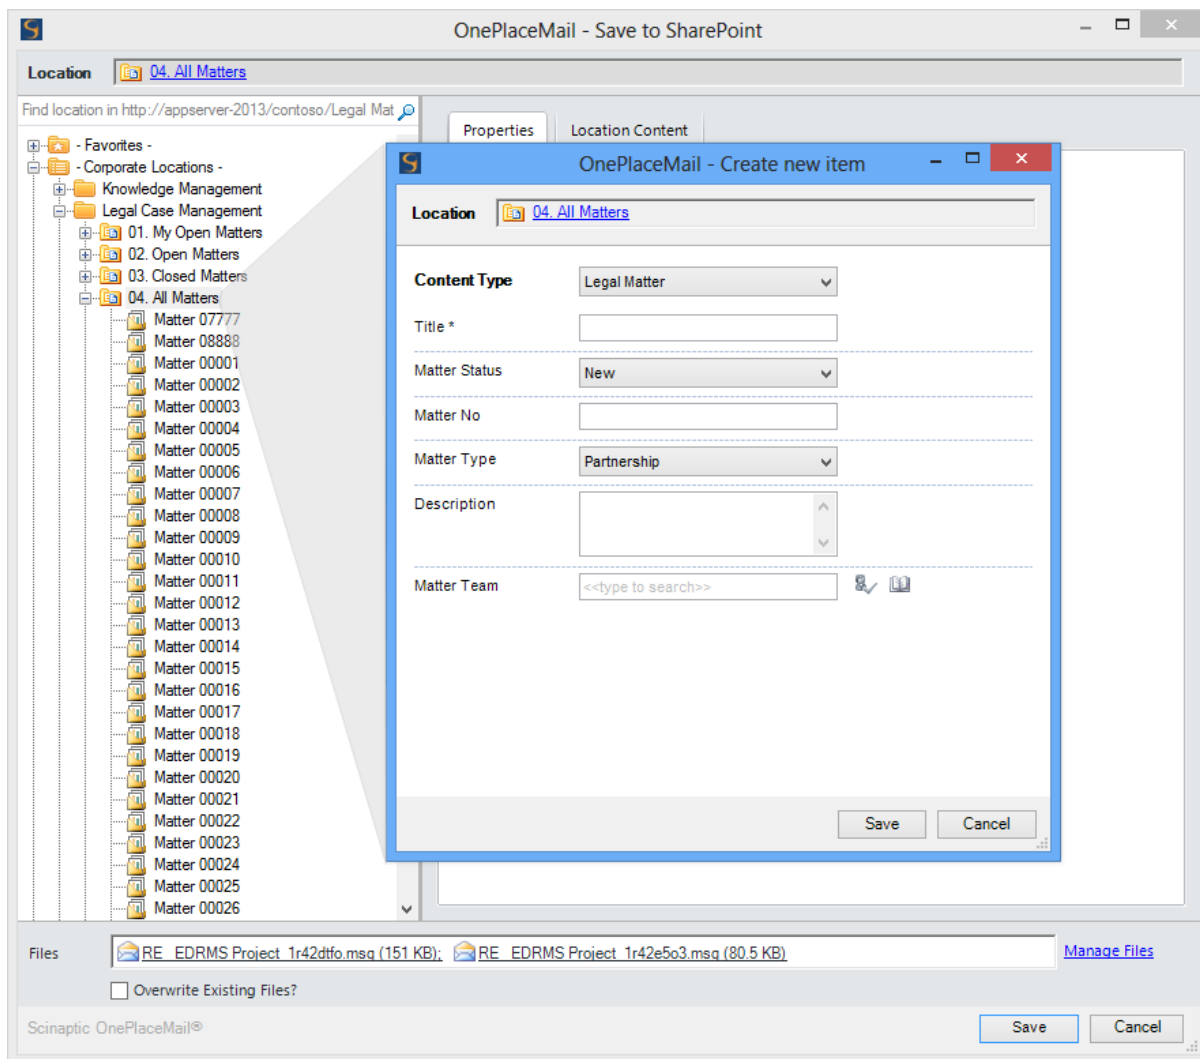 OnePlaceMail - Save to SharePoint
Location 04. All Matters
Find location in http://appserver-2013/contoso/Legal Mat
Properties Location Content
- Favorites -
- Corporate Locations -
Knowledge Management
Legal Case Management
01. My Open Matters
02. Open Matters
03. Closed Matters
04. All Matters
Matter 07777
Matter 08888
Matter 00001
Matter 00002
Matter 00003
Matter 00004
Matter 00005
Matter 00006
Matter 00007
Matter 00008
Matter 00009
Matter 00010
Matter 00011
Matter 00012
Matter 00013
Matter 00014
Matter 00015
Matter 00016
Matter 00017
Matter 00018
Matter 00019
Matter 00020
Matter 00021
Matter 00022
Matter 00023
Matter 00024
Matter 00025
Matter 00026
OnePlaceMail - Create new item
Location 04. All Matters
Content Type Legal Matter
Title *
Matter Status New
Matter No
Matter Type Partnership
Description
Matter Team <<type to search>>
Save Cancel
Files RE_ EDRMS Project_1r42dtfo.msg (151 KB); RE_ EDRMS Project_1r42e5o3.msg (80.5 KB) Manage Files
Overwrite Existing Files?
Scinaptic OnePlaceMail® Save Cancel